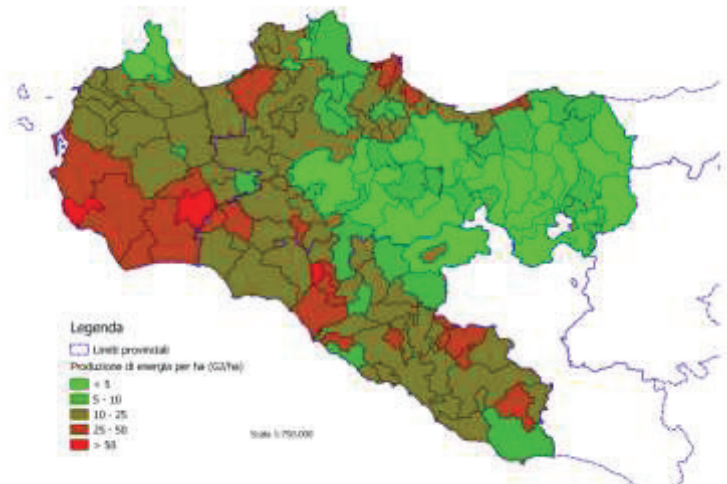 Legenda
Limiti provinciali
Produzione di energia per ha (GJ/ha)
< 5
5 - 10
10 - 25
25 - 50
> 50
Scale 1:750.000